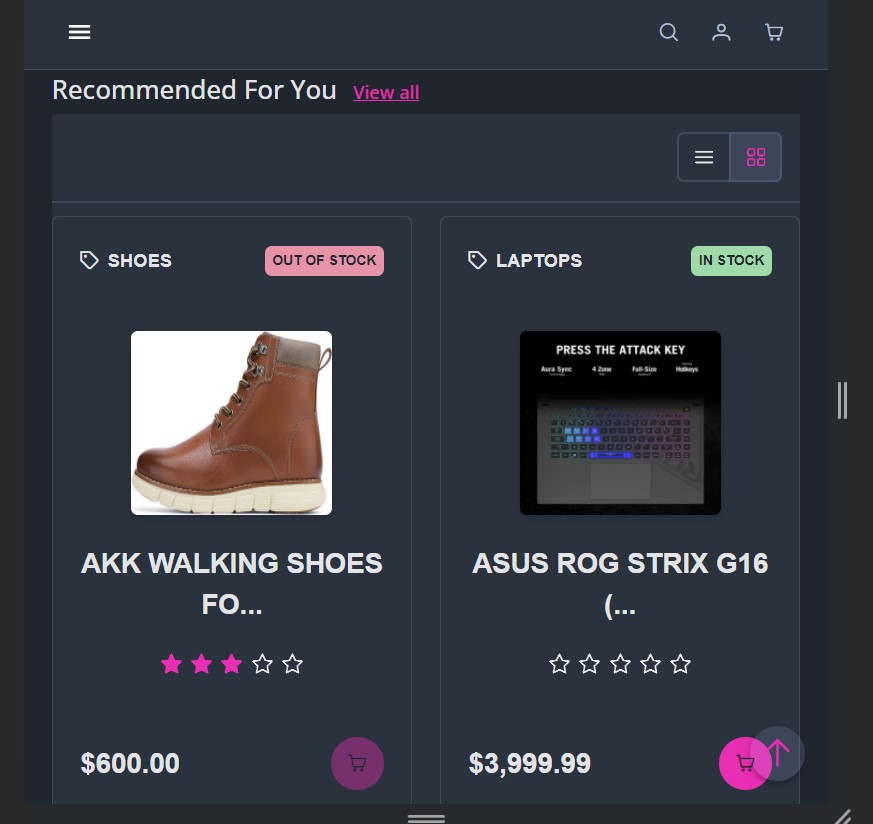 Recommended For You View all
SHOES OUT OF STOCK
LAPTOPS IN STOCK
PRESS THE ATTACK KEY
Aura Sync 4 Zone Full-Size Hotkeys
AKK WALKING SHOES
FO...
ASUS ROG STRIX G16
(...
$600.00
$3,999.99